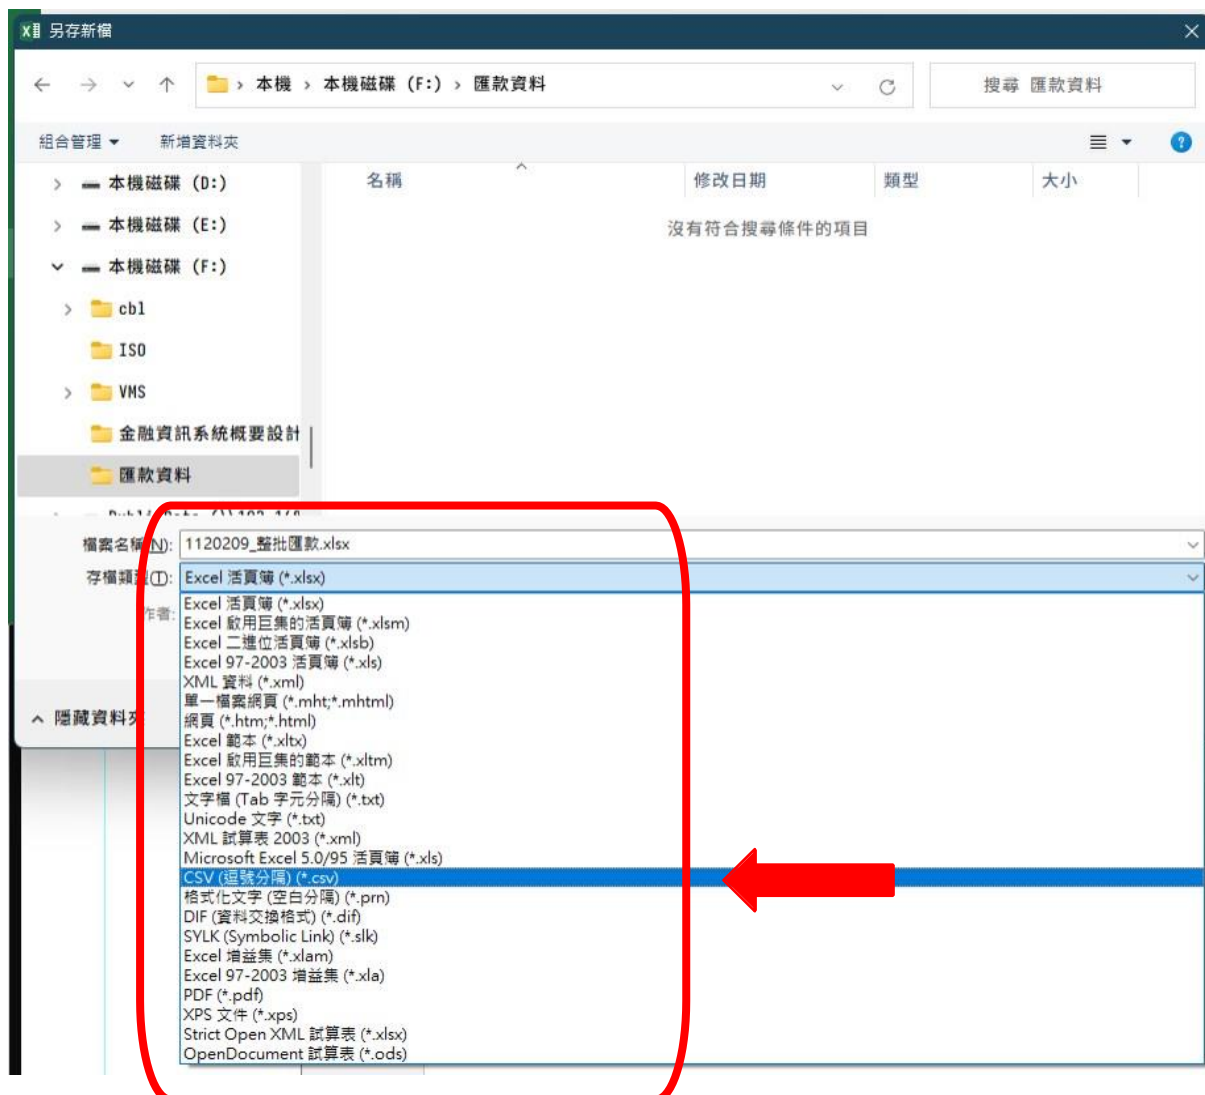 另存新檔
本機 › 本機磁碟 (F:) › 匯款資料
搜尋 匯款資料
組合管理
新增資料夾
名稱
修改日期
類型
大小
沒有符合搜尋條件的項目
本機磁碟 (D:)
本機磁碟 (E:)
本機磁碟 (F:)
cbl
ISO
VMS
金融資訊系統概要設計
匯款資料
檔案名稱(N): 1120209_整批匯款.xlsx
存檔類型(T): Excel 活頁簿 (*.xlsx)
作者:
Excel 活頁簿 (*.xlsx)
Excel 啟用巨集的活頁簿 (*.xlsm)
Excel 二進位活頁簿 (*.xlsb)
Excel 97-2003 活頁簿 (*.xls)
XML 資料 (*.xml)
單一檔案網頁 (*.mht;*.mhtml)
網頁 (*.htm;*.html)
Excel 範本 (*.xltx)
Excel 啟用巨集的範本 (*.xltm)
Excel 97-2003 範本 (*.xlt)
文字檔 (Tab 字元分隔) (*.txt)
Unicode 文字 (*.txt)
XML 試算表 2003 (*.xml)
Microsoft Excel 5.0/95 活頁簿 (*.xls)
CSV (逗號分隔) (*.csv)
格式化文字 (空白分隔) (*.prn)
DIF (資料交換格式) (*.dif)
SYLK (Symbolic Link) (*.slk)
Excel 增益集 (*.xlam)
Excel 97-2003 增益集 (*.xla)
PDF (*.pdf)
XPS 文件 (*.xps)
Strict Open XML 試算表 (*.xlsx)
OpenDocument 試算表 (*.ods)
隱藏資料夾